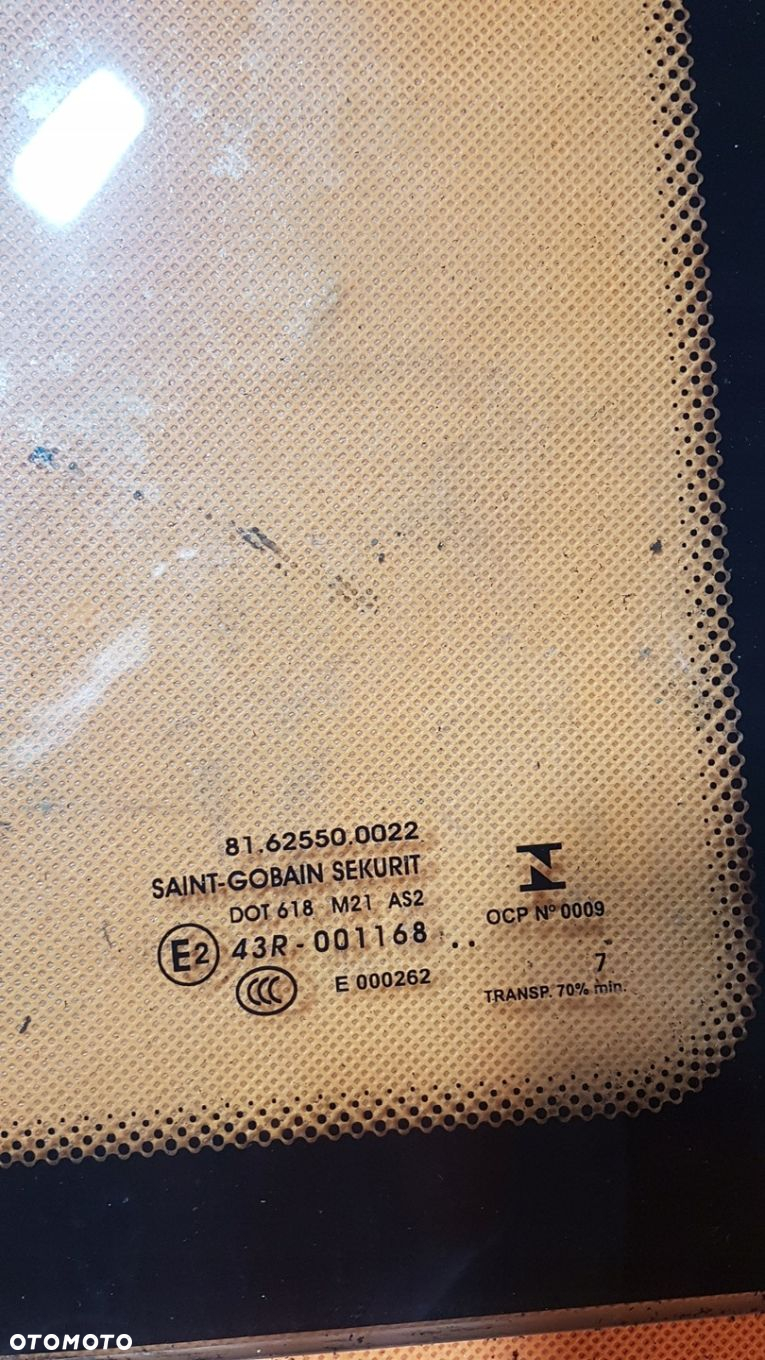 81.62550.0022
SAINT-GOBAIN SEKURIT
DOT 618 M21 AS2
E2 43R-001168 ..
CCC E 000262
OCP Nº 0009
7
TRANSP. 70% min.
OTOMOTO